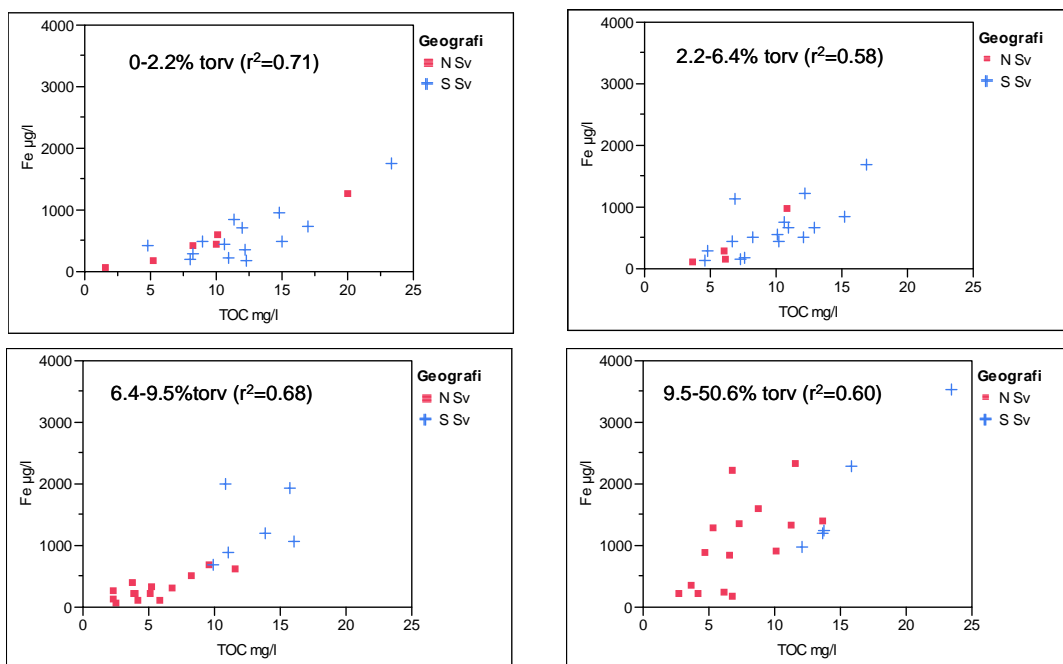 0-2.2% torv (r²=0.71)
Fe µg/l
4000
3000
2000
1000
0
0 5 10 15 20 25
TOC mg/l
Geografi
N Sv
S Sv
2.2-6.4% torv (r²=0.58)
Fe µg/l
4000
3000
2000
1000
0
0 5 10 15 20 25
TOC mg/l
Geografi
N Sv
S Sv
6.4-9.5%torv (r²=0.68)
Fe µg/l
4000
3000
2000
1000
0
0 5 10 15 20 25
TOC mg/l
Geografi
N Sv
S Sv
9.5-50.6% torv (r²=0.60)
Fe µg/l
4000
3000
2000
1000
0
0 5 10 15 20 25
TOC mg/l
Geografi
N Sv
S Sv